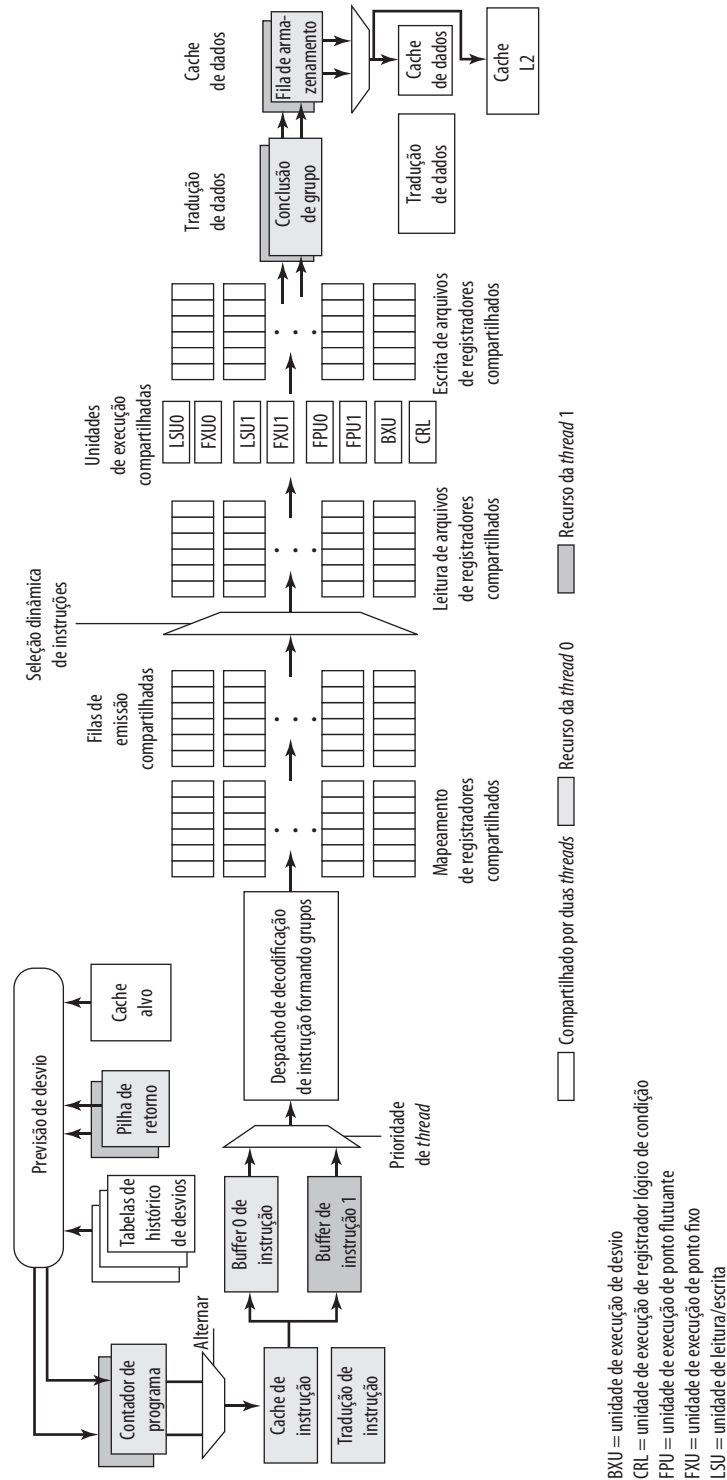 Previsão de desvio
Tabelas de
histórico
de desvios
Pilha de
retorno
Cache
alvo
Contador de
programa
Alternar
Cache de
instrução
Tradução de
instrução
Buffer 0 de
instrução
Buffer de
instrução 1
Prioridade
de thread
Despacho de decodificação
de instrução formando grupos
Mapeamento
de registradores
compartilhados
Filas de
emissão
compartilhadas
Seleção dinâmica
de instruções
Leitura de arquivos
de registradores
compartilhados
Unidades
de execução
compartilhadas
LSU0
FXU0
LSU1
FXU1
FPU0
FPU1
BXU
CRL
Escrita de arquivos
de registradores
compartilhados
Tradução
de dados
Conclusão
de grupo
Cache
de dados
Fila de arma-
zenamento
Cache
de dados
Tradução
de dados
Cache
L2
Compartilhado por duas threads
Recurso da thread 0
Recurso da thread 1
BXU = unidade de execução de desvio
CRL = unidade de execução de registrador lógico de condição
FPU = unidade de execução de ponto flutuante
FXU = unidade de execução de ponto fixo
LSU = unidade de leitura/escrita